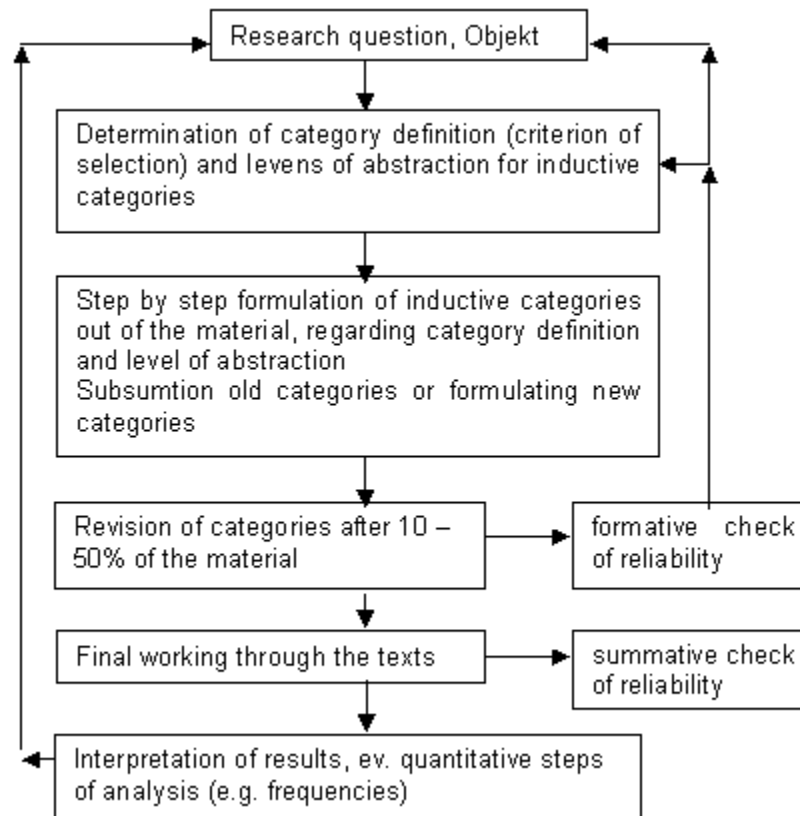 Research question, Objekt
Determination of category definition (criterion of
selection) and levens of abstraction for inductive
categories
Step by step formulation of inductive categories
out of the material, regarding category definition
and level of abstraction
Subsumtion old categories or formulating new
categories
Revision of categories after 10 –
50% of the material
formative check
of reliability
Final working through the texts
summative check
of reliability
Interpretation of results, ev. quantitative steps
of analysis (e.g. frequencies)